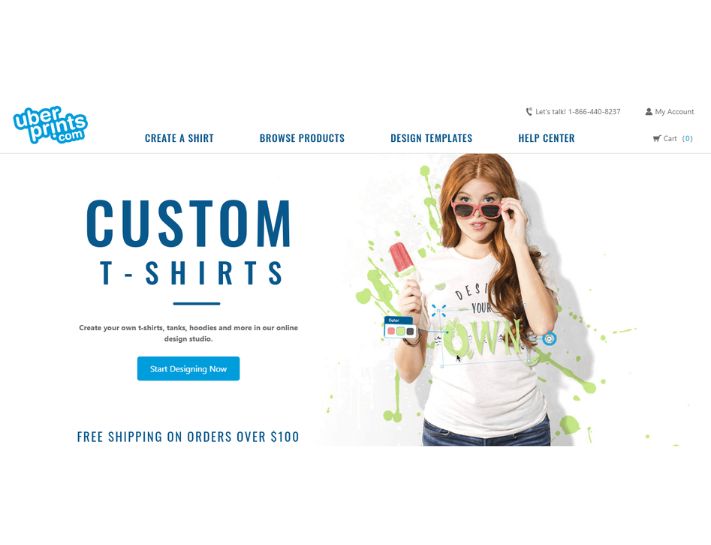 uber
prints
.com
Let's talk! 1-866-440-8237
My Account
CREATE A SHIRT
BROWSE PRODUCTS
DESIGN TEMPLATES
HELP CENTER
Cart (0)
CUSTOM
T-SHIRTS
Create your own t-shirts, tanks, hoodies and more in our online
design studio.
Start Designing Now
FREE SHIPPING ON ORDERS OVER $100
DESIGN
YOUR
OWN
Color